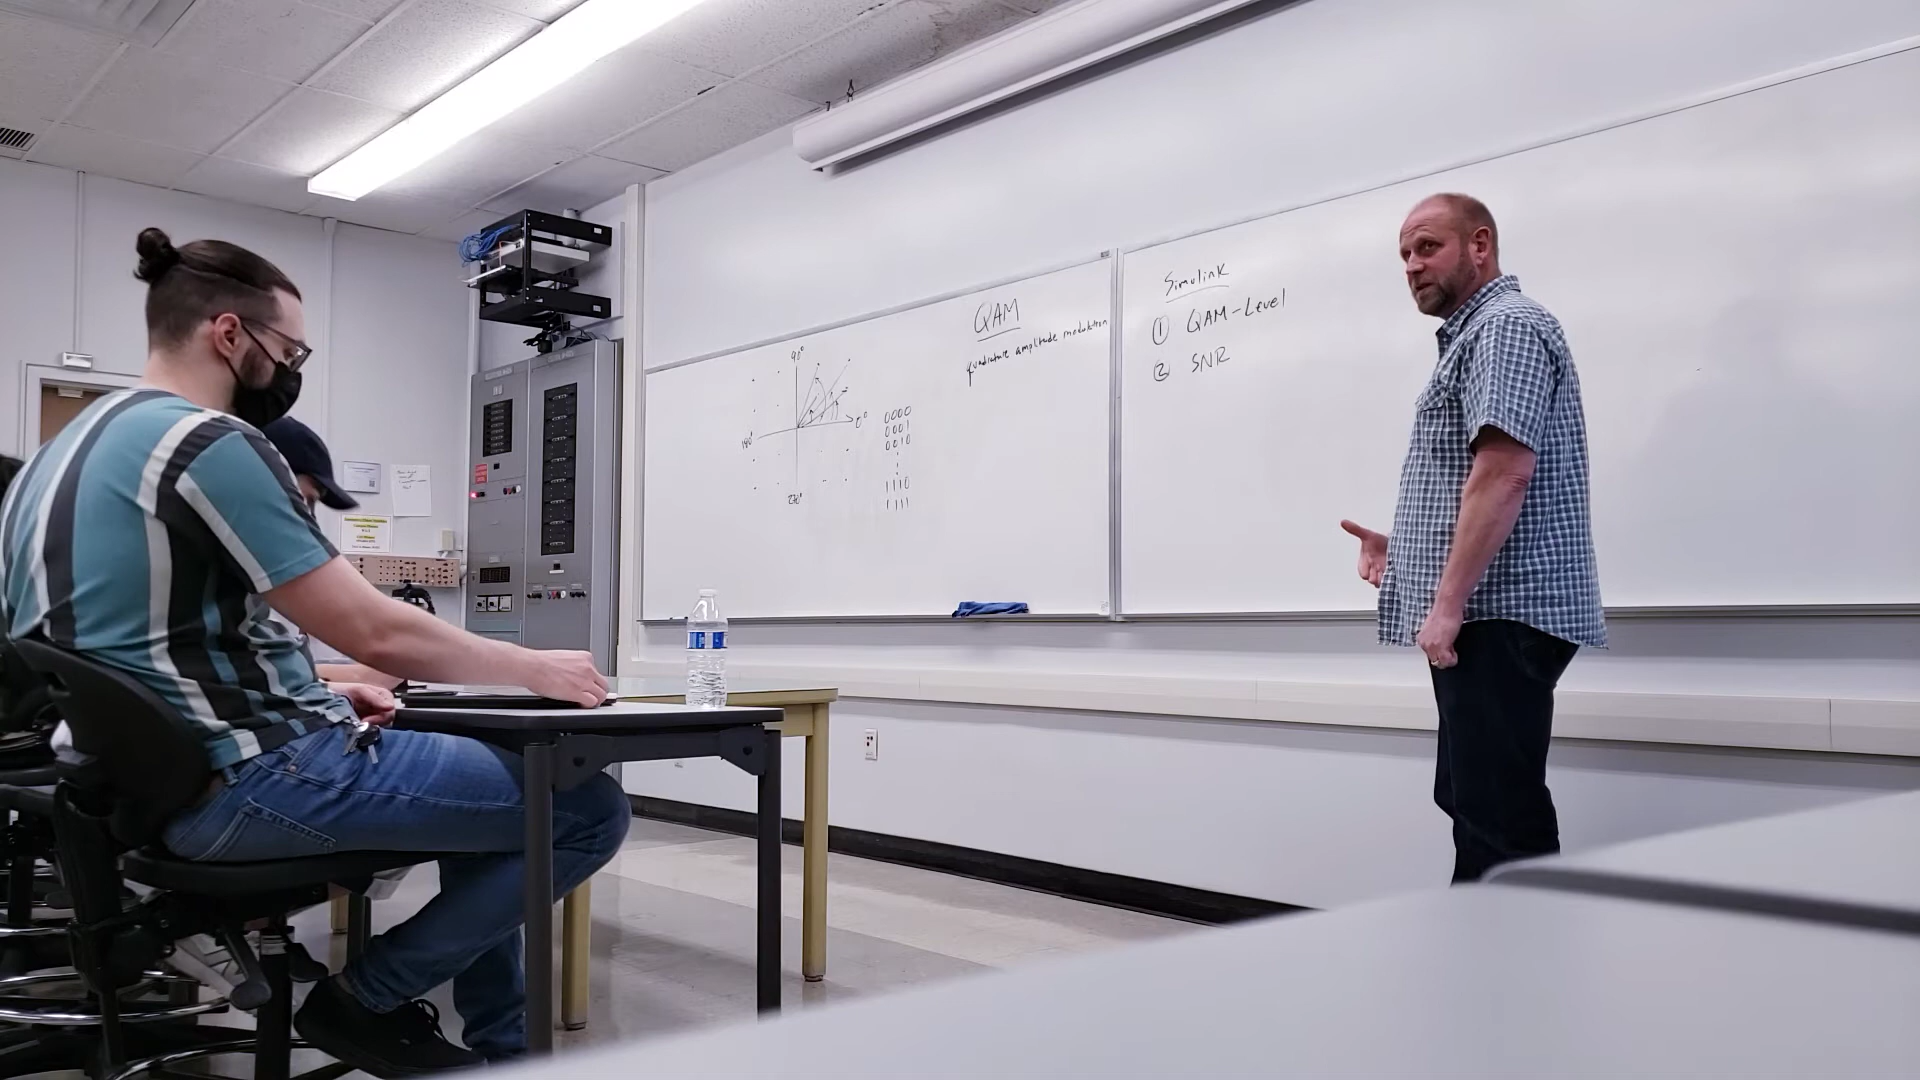 QAM
quadrature amplitude modulation
90°
0°
180°
270°
0000
0001
0010
1110
1111
Simulink
① QAM-Level
② SNR